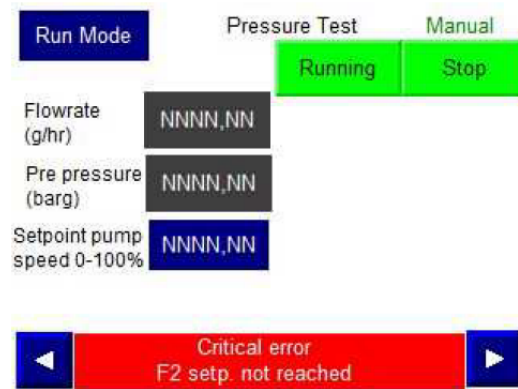 Run Mode
Pressure Test
Manual
Running
Stop
Flowrate
(g/hr)
NNNN,NN
Pre pressure
(barg)
NNNN,NN
Setpoint pump
speed 0-100%
NNNN,NN
Critical error
F2 setp. not reached